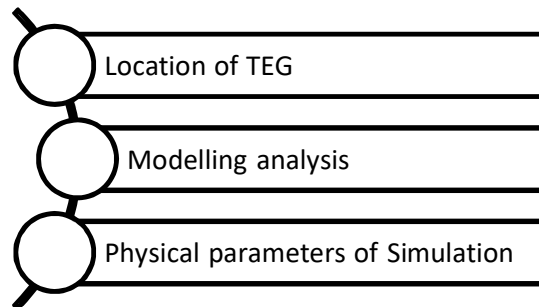 Location of TEG
Modelling analysis
Physical parameters of Simulation